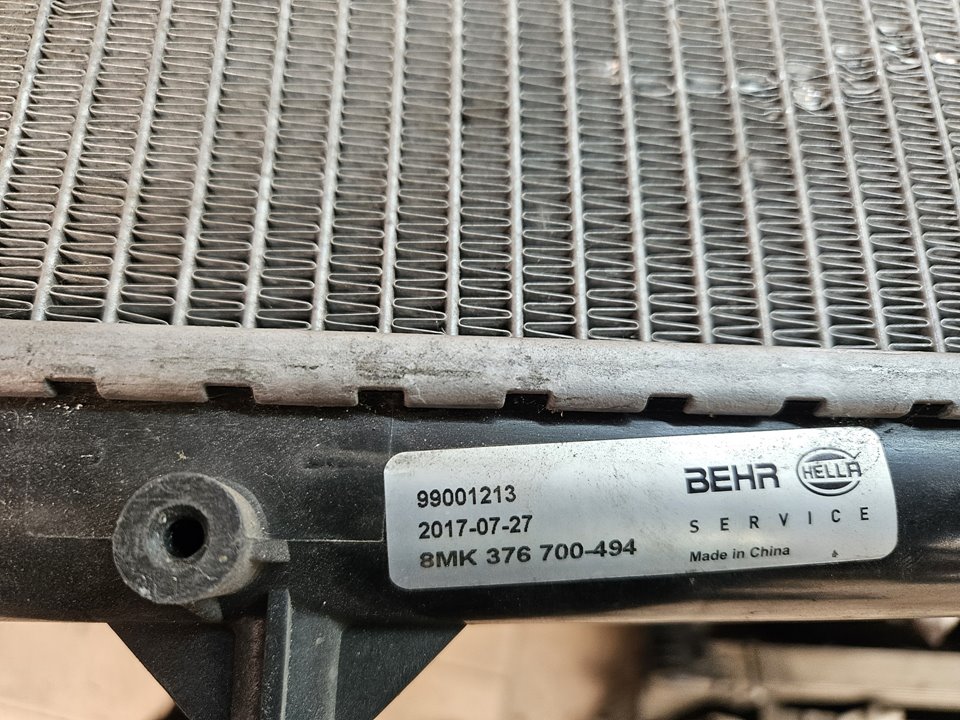 99001213
2017-07-27
8MK 376 700-494
BEHR HELLA
SERVICE
Made in China